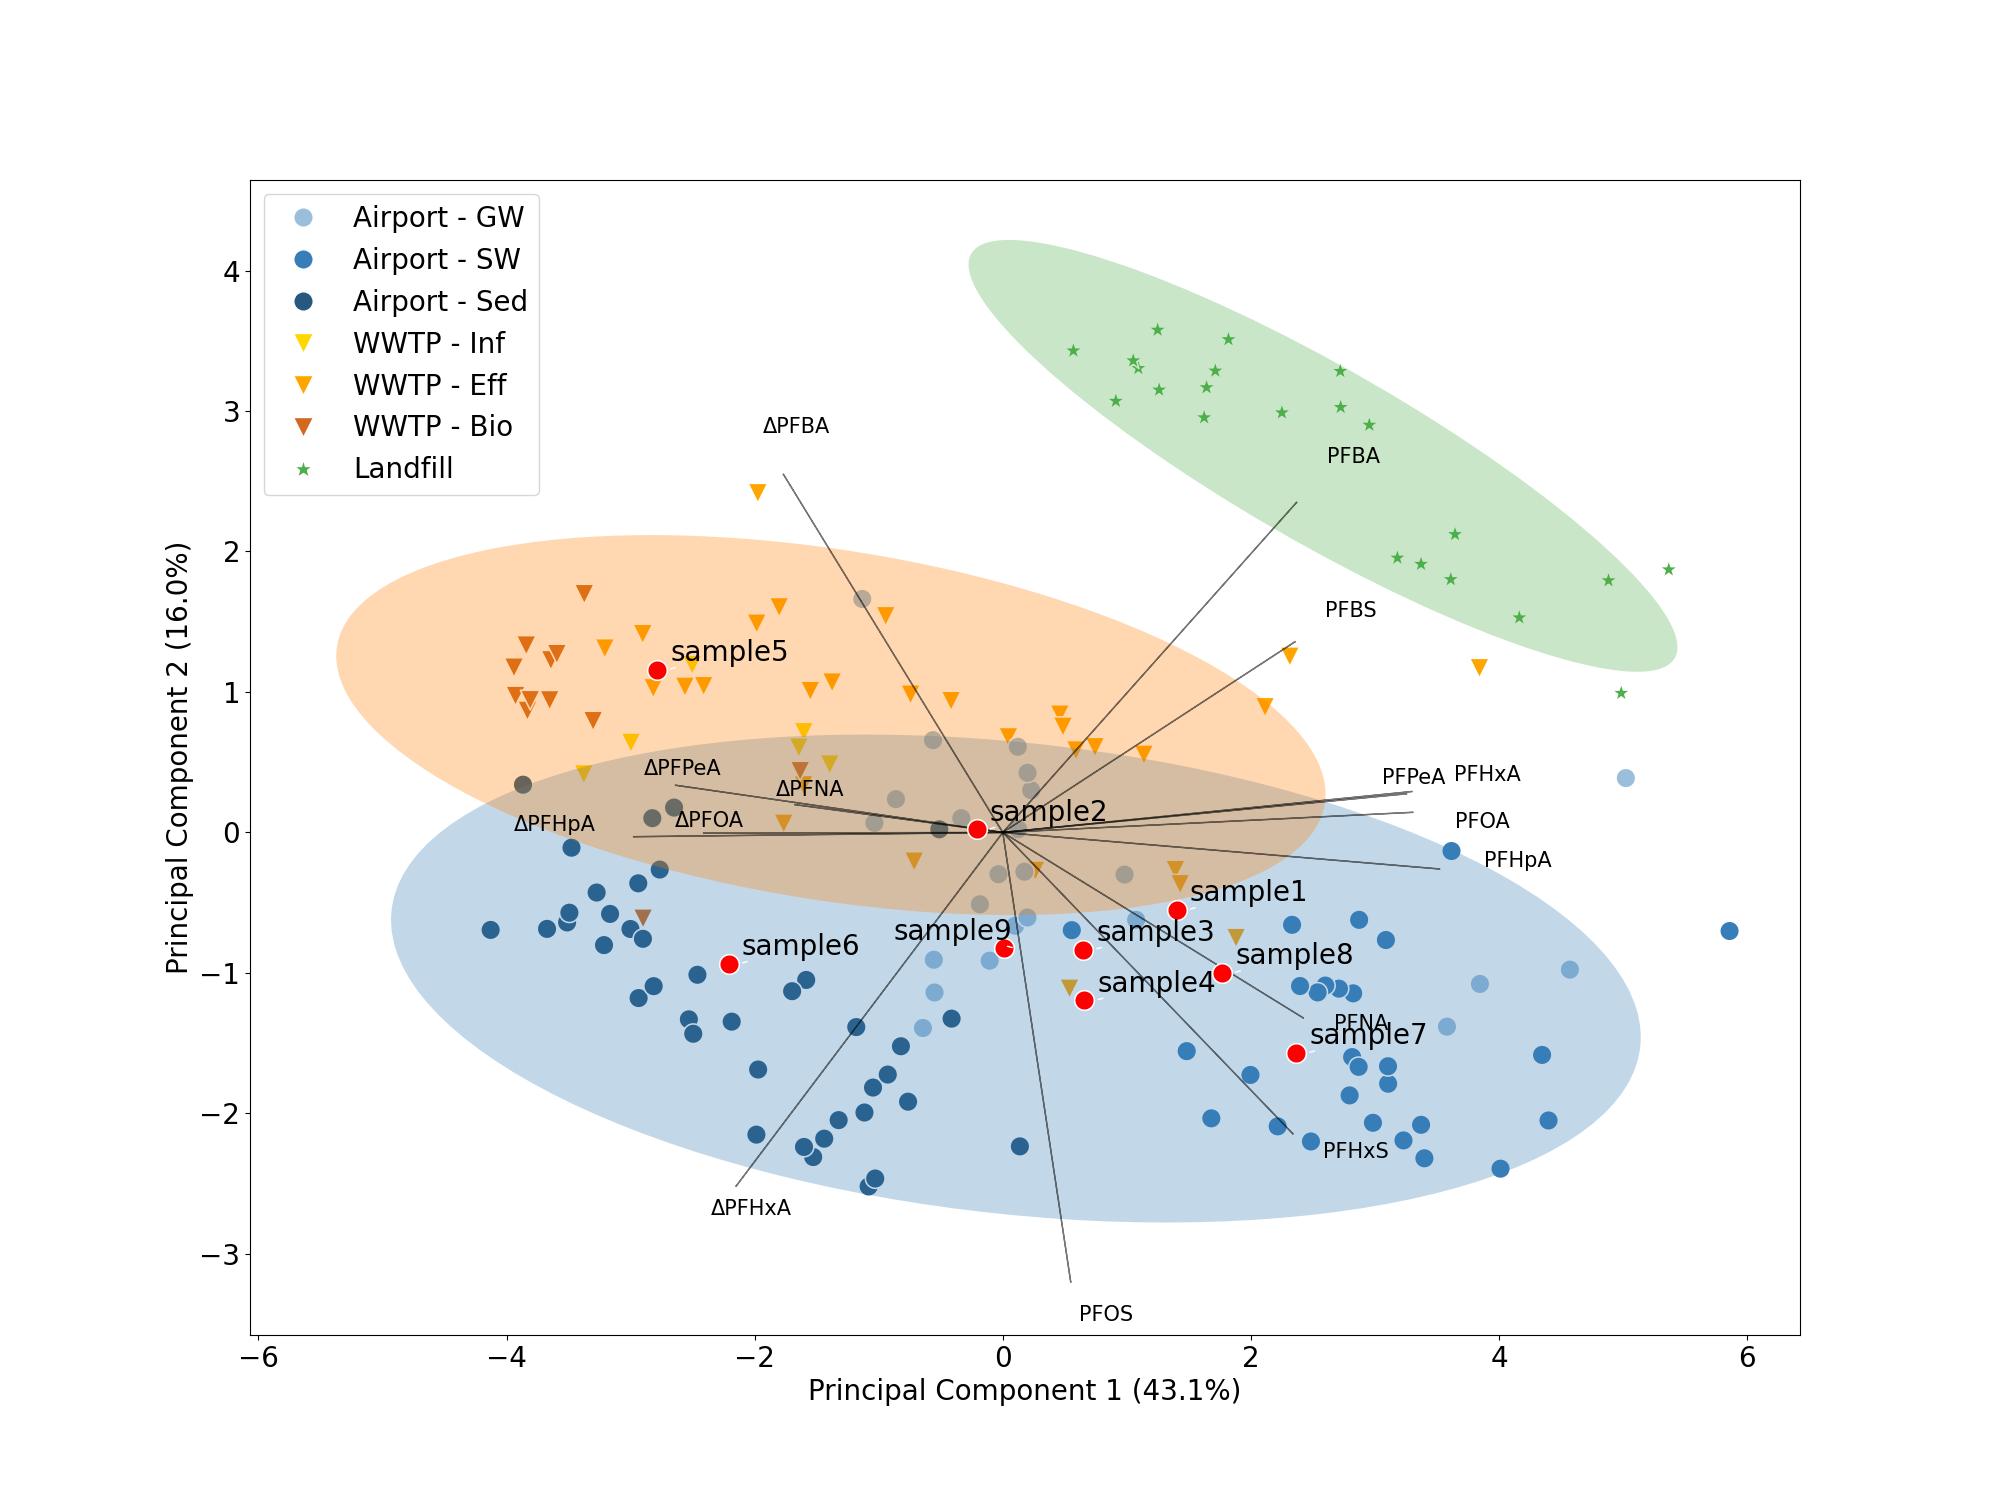 Airport - GW
Airport - SW
Airport - Sed
WWTP - Inf
WWTP - Eff
WWTP - Bio
Landfill
4
3
2
1
0
−1
−2
−3
Principal Component 2 (16.0%)
ΔPFBA
PFBA
PFBS
sample5
ΔPFPeA
ΔPFNA
PFPeA
PFHxA
sample2
ΔPFHpA
ΔPFOA
PFOA
PFHpA
sample1
sample9
sample3
sample6
sample8
sample4
PFNA
sample7
PFHxS
ΔPFHxA
PFOS
−6
−4
−2
0
2
4
6
Principal Component 1 (43.1%)